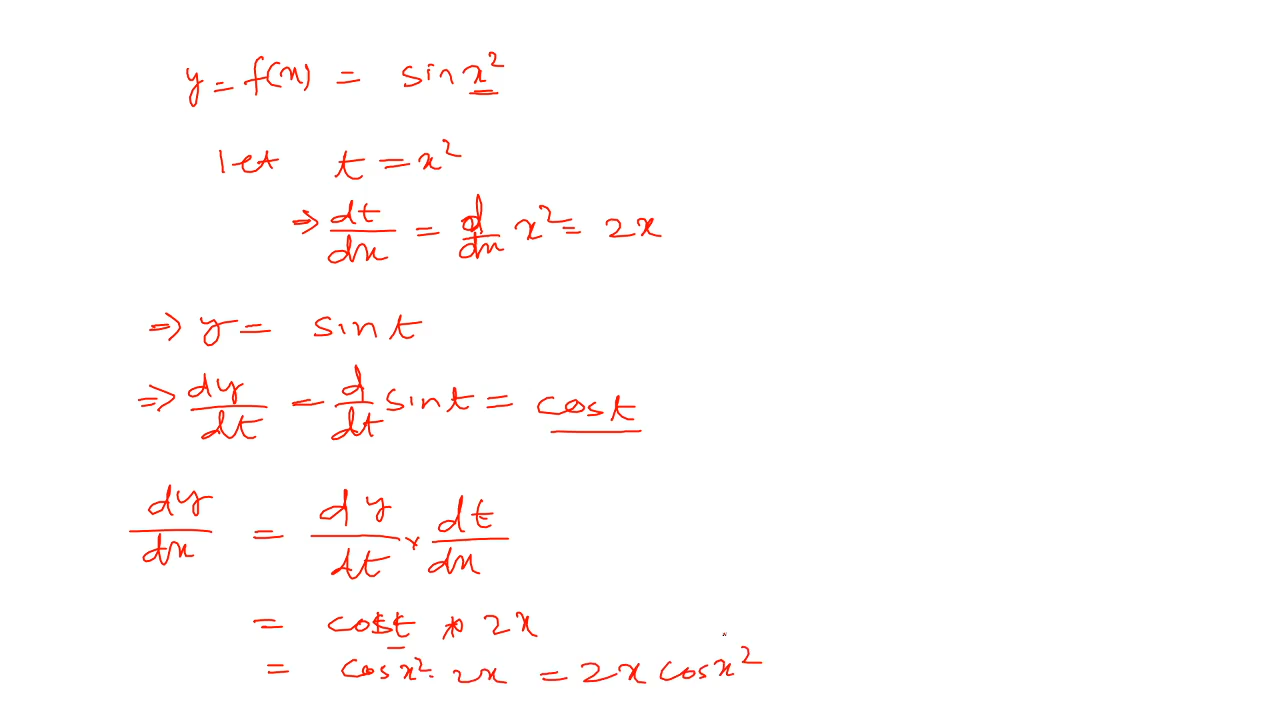 y = f(x) = sin x²
let t = x²
⇒ dt/dx = d/dx x² = 2x
⇒ y = sin t
⇒ dy/dt = d/dt sin t = cos t
dy/dx = dy/dt × dt/dx
= cos t * 2x
= cos x² · 2x = 2x cos x²